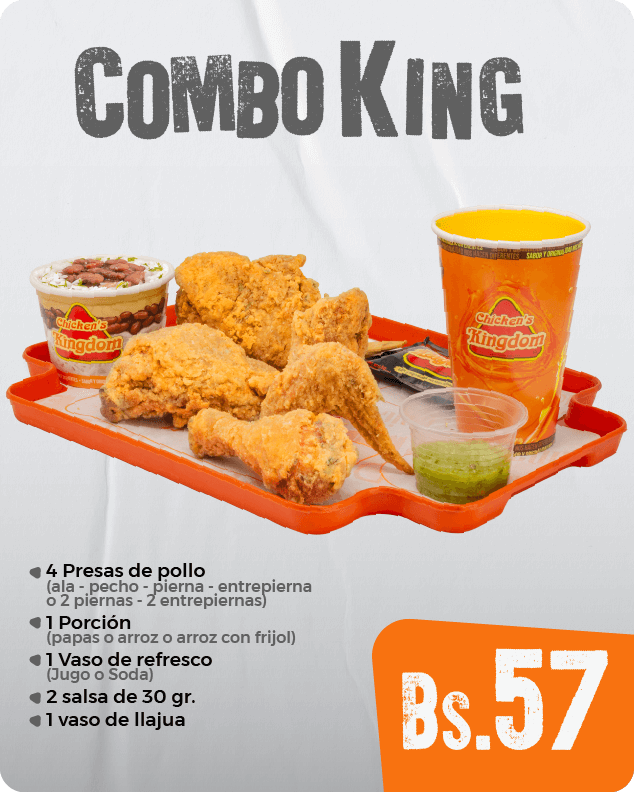 COMBO KING
Chicken's
Kingdom
Chicken's
Kingdom
4 Presas de pollo
(ala - pecho - pierna - entrepierna
o 2 piernas - 2 entrepiernas)
1 Porción
(papas o arroz o arroz con frijol)
1 Vaso de refresco
(Jugo o Soda)
2 salsa de 30 gr.
1 vaso de llajua
Bs.57